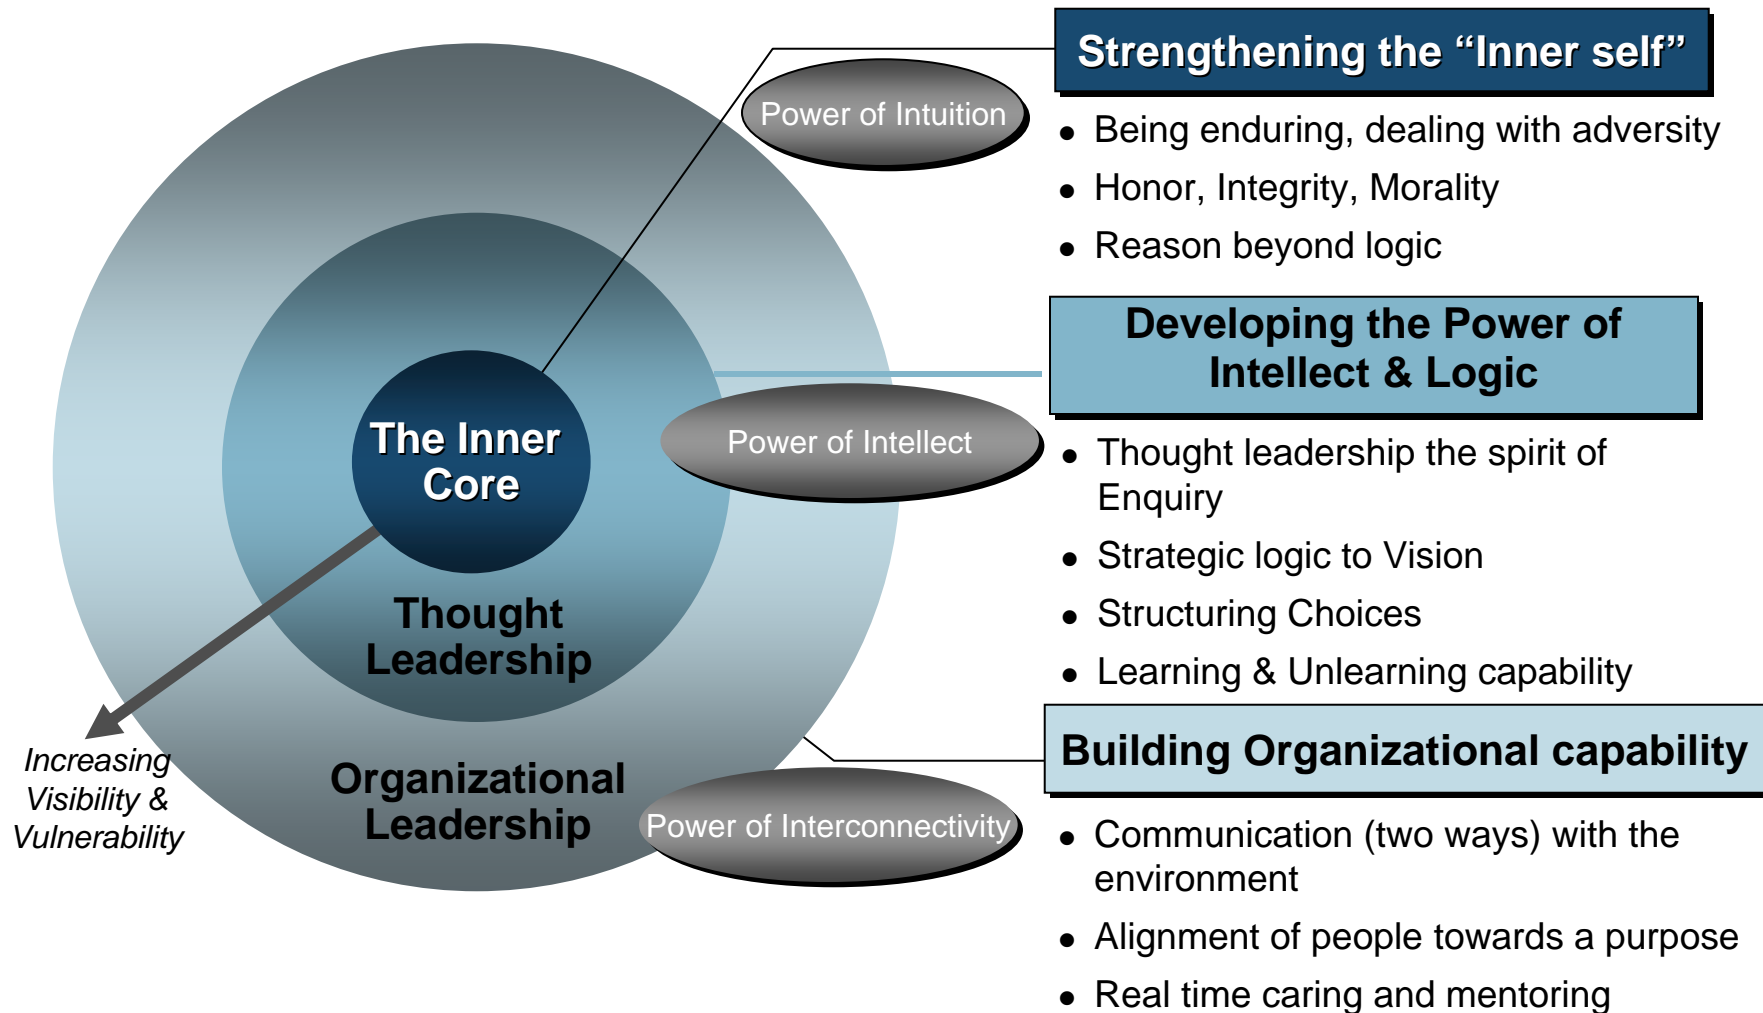 Strengthening the “Inner self”
Power of Intuition
● Being enduring, dealing with adversity
● Honor, Integrity, Morality
● Reason beyond logic
Developing the Power of
Intellect & Logic
The Inner
Core
Power of Intellect
● Thought leadership the spirit of
Enquiry
● Strategic logic to Vision
● Structuring Choices
● Learning & Unlearning capability
Thought
Leadership
Increasing
Visibility &
Vulnerability
Organizational
Leadership
Building Organizational capability
Power of Interconnectivity
● Communication (two ways) with the
environment
● Alignment of people towards a purpose
● Real time caring and mentoring